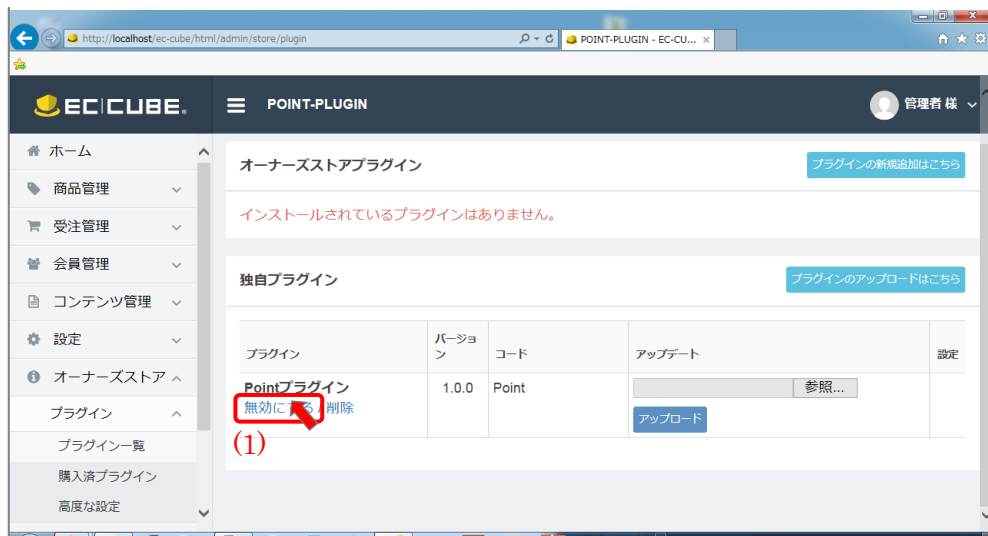 http://localhost/ec-cube/html/admin/store/plugin
POINT-PLUGIN - EC-CU... ×
EC CUBE.
POINT-PLUGIN
管理者 様
ホーム
商品管理
受注管理
会員管理
コンテンツ管理
設定
オーナーズストア
プラグイン
プラグイン一覧
購入済プラグイン
高度な設定
オーナーズストアプラグイン
プラグインの新規追加はこちら
インストールされているプラグインはありません。
独自プラグイン
プラグインのアップロードはこちら
プラグイン バージョン コード アップデート 設定
Pointプラグイン 1.0.0 Point 参照...
無効にする / 削除
アップロード
(1)